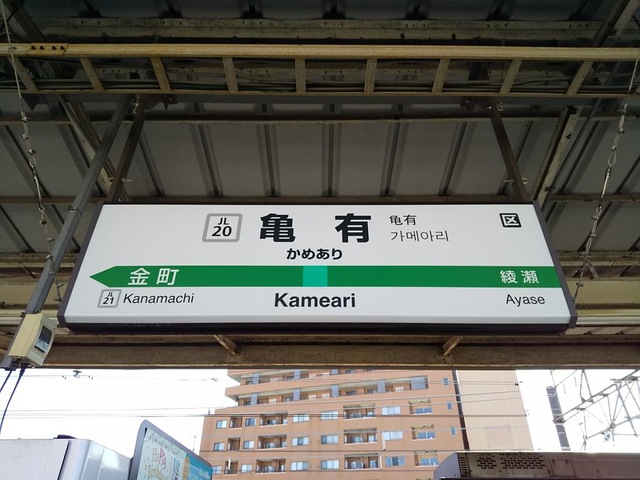 JL
20
亀有
亀有
가메아리
区
かめあり
金町
綾瀬
JL
21
Kanamachi
Kameari
Ayase